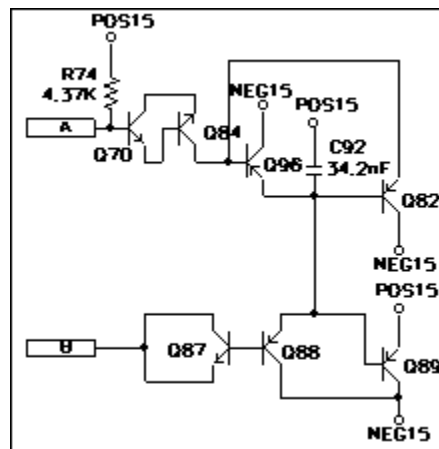 POS15
R74
4.37K
A
Q70
Q84
NEG15
Q96
POS15
C92
34.2nF
Q82
NEG15
POS15
B
Q87
Q88
Q89
NEG15